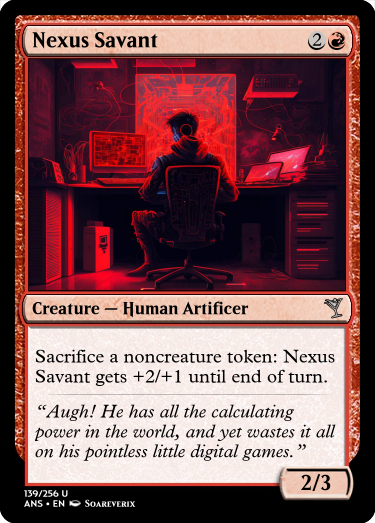 Nexus Savant 2
Creature — Human Artificer
Sacrifice a noncreature token: Nexus
Savant gets +2/+1 until end of turn.
“Augh! He has all the calculating
power in the world, and yet wastes it all
on his pointless little digital games.”
2/3
139/256 U
ANS • EN Soareverix